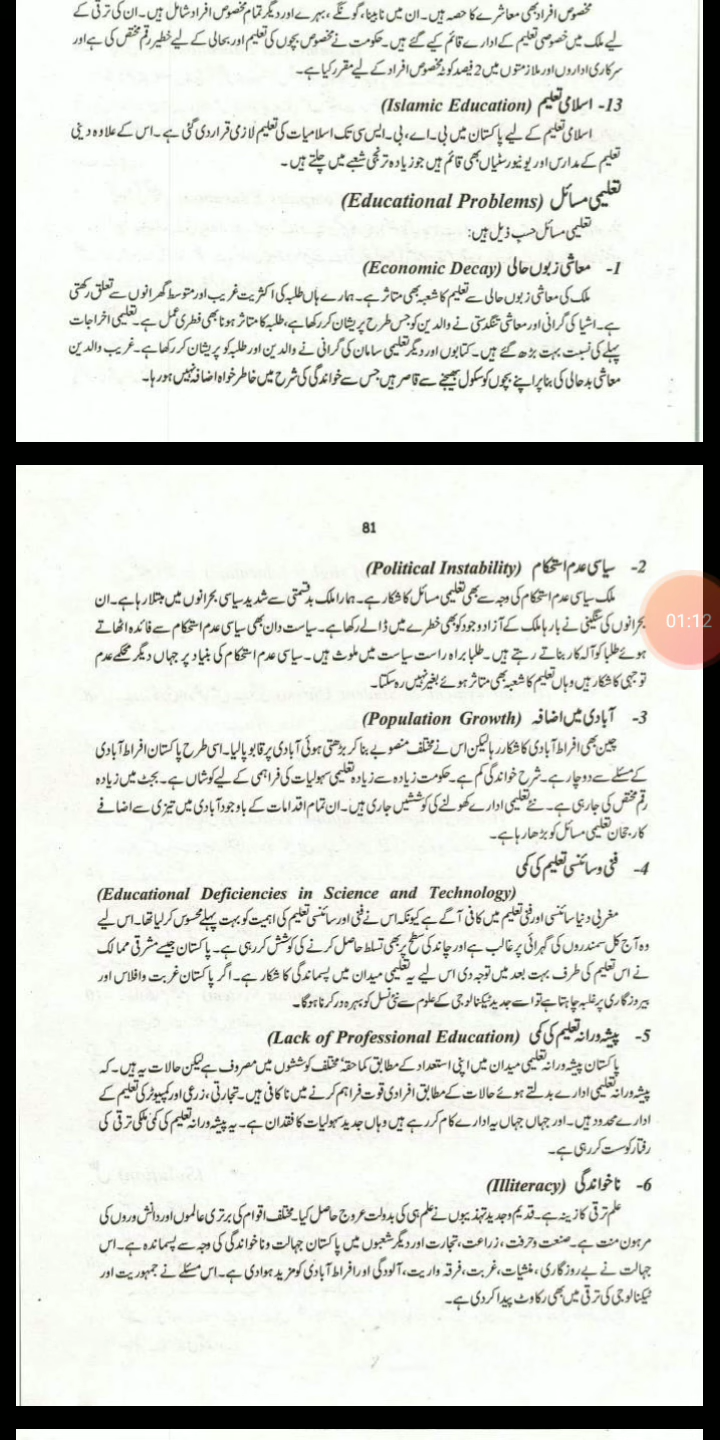 مخصوص افراد بھی معاشرے کا حصہ ہیں۔ ان میں نابینا، گونگے، بہرے اور دیگر تمام مخصوص افراد شامل ہیں۔ ان کی ترقی کے
لیے ملک میں خصوصی تعلیم کے ادارے قائم کیے گئے ہیں۔ حکومت نے مخصوص بچوں کی تعلیم اور بحالی کے لیے خطیر رقم مختص کی ہے اور
سرکاری اداروں اور ملازمتوں میں 2 فیصد کوٹہ مخصوص افراد کے لیے مقرر کیا ہے۔
13- اسلامی تعلیم (Islamic Education)
اسلامی تعلیم کے لیے پاکستان میں بی۔اے، بی۔ایس سی تک اسلامیات کی تعلیم لازمی قرار دی گئی ہے۔ اس کے علاوہ دینی
تعلیم کے مدارس اور یونیورسٹیاں بھی قائم ہیں جو زیادہ تر نجی شعبے میں چلتے ہیں۔
تعلیمی مسائل (Educational Problems)
تعلیمی مسائل حسب ذیل ہیں:
1- معاشی زبوں حالی (Economic Decay)
ملک کی معاشی زبوں حالی سے تعلیم کا شعبہ بھی متاثر ہے۔ ہمارے ہاں طلبہ کی اکثریت غریب اور متوسط گھرانوں سے تعلق رکھتی
ہے۔ اشیا کی گرانی اور معاشی تنگدستی نے والدین کو جس طرح پریشان کر رکھا ہے، طلبہ کا متاثر ہونا بھی فطری عمل ہے۔ تعلیمی اخراجات
پہلے کی نسبت بہت بڑھ گئے ہیں۔ کتابوں اور دیگر تعلیمی سامان کی گرانی نے والدین اور طلبہ کو پریشان کر رکھا ہے۔ غریب والدین
معاشی بدحالی کی بنا پر اپنے بچوں کو سکول بھیجنے سے قاصر ہیں جس سے خواندگی کی شرح میں خاطر خواہ اضافہ نہیں ہو رہا۔
81
2- سیاسی عدم استحکام (Political Instability)
ملک سیاسی عدم استحکام کی وجہ سے بھی تعلیمی مسائل کا شکار ہے۔ ہمارا ملک بدقسمتی سے شدید سیاسی بحرانوں میں مبتلا رہا ہے۔ ان
بحرانوں کی سنگینی نے بارہا ملک کے آزاد وجود کو بھی خطرے میں ڈالے رکھا ہے۔ سیاست دان بھی سیاسی عدم استحکام سے فائدہ اٹھاتے
01:12
ہوئے طلبا کو آلہ کار بناتے رہتے ہیں۔ طلبا براہ راست سیاست میں ملوث ہیں۔ سیاسی عدم استحکام کی بنیاد پر جہاں دیگر محکمے عدم
توجہی کا شکار ہیں وہاں تعلیم کا شعبہ بھی متاثر ہوئے بغیر نہیں رہ سکتا۔
3- آبادی میں اضافہ (Population Growth)
چین بھی افراط آبادی کا شکار رہا لیکن اس نے مختلف منصوبے بنا کر بڑھتی ہوئی آبادی پر قابو پا لیا۔ اسی طرح پاکستان افراط آبادی
کے مسئلے سے دوچار ہے۔ شرح خواندگی کم ہے۔ حکومت زیادہ سے زیادہ تعلیمی سہولیات کی فراہمی کے لیے کوشاں ہے۔ بجٹ میں زیادہ
رقم مختص کی جا رہی ہے۔ نئے تعلیمی ادارے کھولنے کی کوششیں جاری ہیں۔ ان تمام اقدامات کے باوجود آبادی میں تیزی سے اضافے
کا رجحان تعلیمی مسائل کو بڑھا رہا ہے۔
4- فنی و سائنسی تعلیم کی کمی
(Educational Deficiencies in Science and Technology)
مغربی دنیا سائنسی اور فنی تعلیم میں کافی آگے ہے کیونکہ اس نے فنی اور سائنسی تعلیم کی اہمیت کو بہت پہلے محسوس کر لیا تھا۔ اس لیے
وہ آج کل سمندروں کی گہرائی پر غالب ہے اور چاند کی سطح پر بھی تسلط حاصل کرنے کی کوشش کر رہی ہے۔ پاکستان جیسے مشرقی ممالک
نے اس تعلیم کی طرف بہت بعد میں توجہ دی اس لیے یہ تعلیمی میدان میں پسماندگی کا شکار ہے۔ اگر پاکستان غربت و افلاس اور
بیروزگاری پر غلبہ چاہتا ہے تو اسے جدید ٹیکنالوجی کے علوم سے نئی نسل کو بہرہ ور کرنا ہوگا۔
5- پیشہ ورانہ تعلیم کی کمی (Lack of Professional Education)
پاکستان پیشہ ورانہ تعلیمی میدان میں اپنی استعداد کے مطابق کماحقہٗ مختلف کوششوں میں مصروف ہے لیکن حالات یہ ہیں۔ کہ
پیشہ ورانہ تعلیمی ادارے بدلتے ہوئے حالات کے مطابق افرادی قوت فراہم کرنے میں ناکافی ہیں۔ تجارتی، زرعی اور کمپیوٹر کی تعلیم کے
ادارے محدود ہیں۔ اور جہاں جہاں یہ ادارے کام کر رہے ہیں وہاں جدید سہولیات کا فقدان ہے۔ یہ پیشہ ورانہ تعلیم کی کمی ملکی ترقی کی
رفتار کو سست کر رہی ہے۔
6- ناخواندگی (Illiteracy)
علم ترقی کا زینہ ہے۔ قدیم و جدید تہذیبوں نے علم ہی کی بدولت عروج حاصل کیا۔ مختلف اقوام کی برتری عالموں اور دانش وروں کی
مرہون منت ہے۔ صنعت و حرفت، زراعت، تجارت اور دیگر شعبوں میں پاکستان جہالت و ناخواندگی کی وجہ سے پسماندہ ہے۔ اس
جہالت نے بے روزگاری، منشیات، غربت، فرقہ واریت، آلودگی اور افراط آبادی کو مزید ہوا دی ہے۔ اس مسئلے نے جمہوریت اور
ٹیکنالوجی کی ترقی میں بھی رکاوٹ پیدا کر دی ہے۔